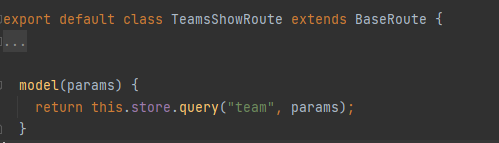 export default class TeamsShowRoute extends BaseRoute {
...
model(params) {
return this.store.query("team", params);
}